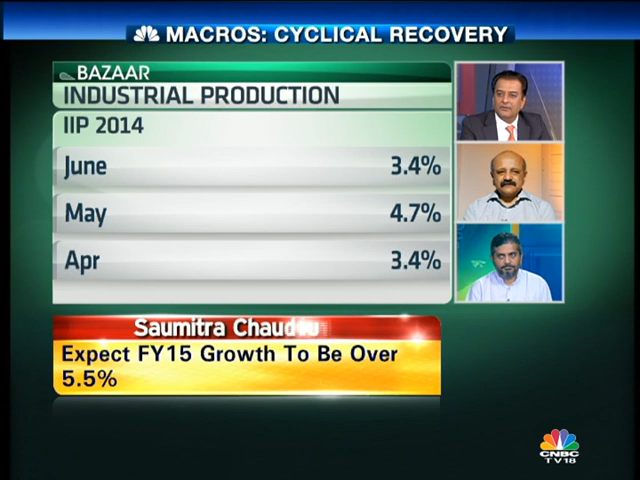 MACROS: CYCLICAL RECOVERY
BAZAAR
INDUSTRIAL PRODUCTION
IIP 2014
June 3.4%
May 4.7%
Apr 3.4%
Saumitra
Expect FY15 Growth To Be Over
5.5%
CNBC
TV18